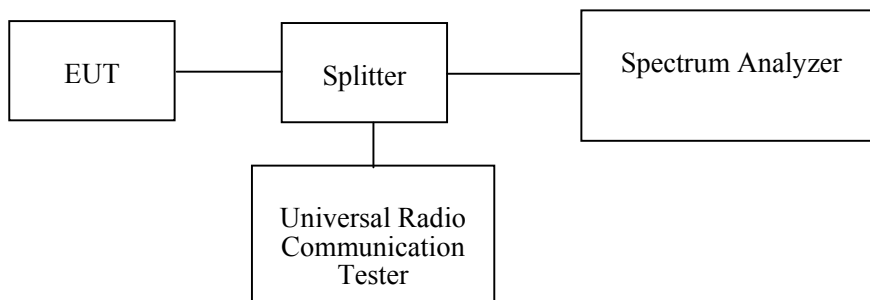 EUT
Splitter
Spectrum Analyzer
Universal Radio
Communication
Tester